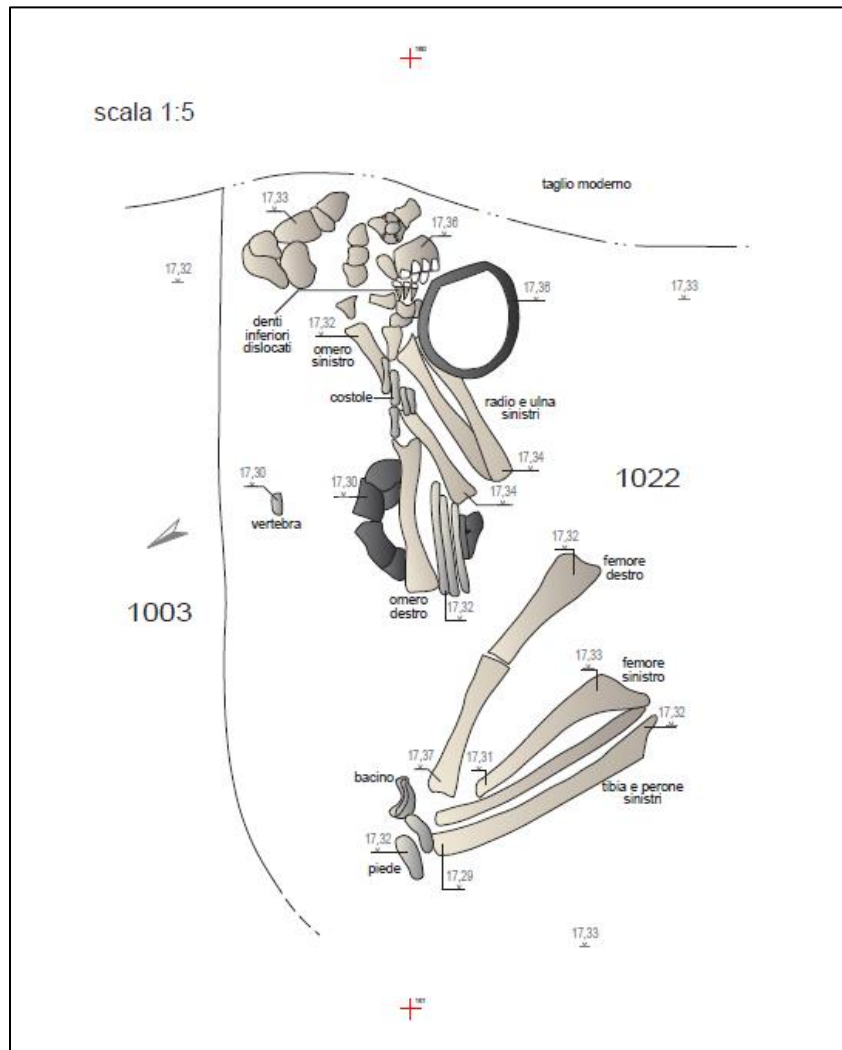 160
scala 1:5
taglio moderno
17,33
17,36
17,32
17,36
17,33
denti
inferiori
dislocati
17,32
omero
sinistro
costole
radio e ulna
sinistri
17,34
17,30
17,30
17,34
1022
vertebra
17,32
femore
destro
1003
omero
destro
17,32
17,33
femore
sinistro
17,32
17,37
17,31
bacino
tibia e perone
sinistri
17,32
piede
17,29
17,33
161